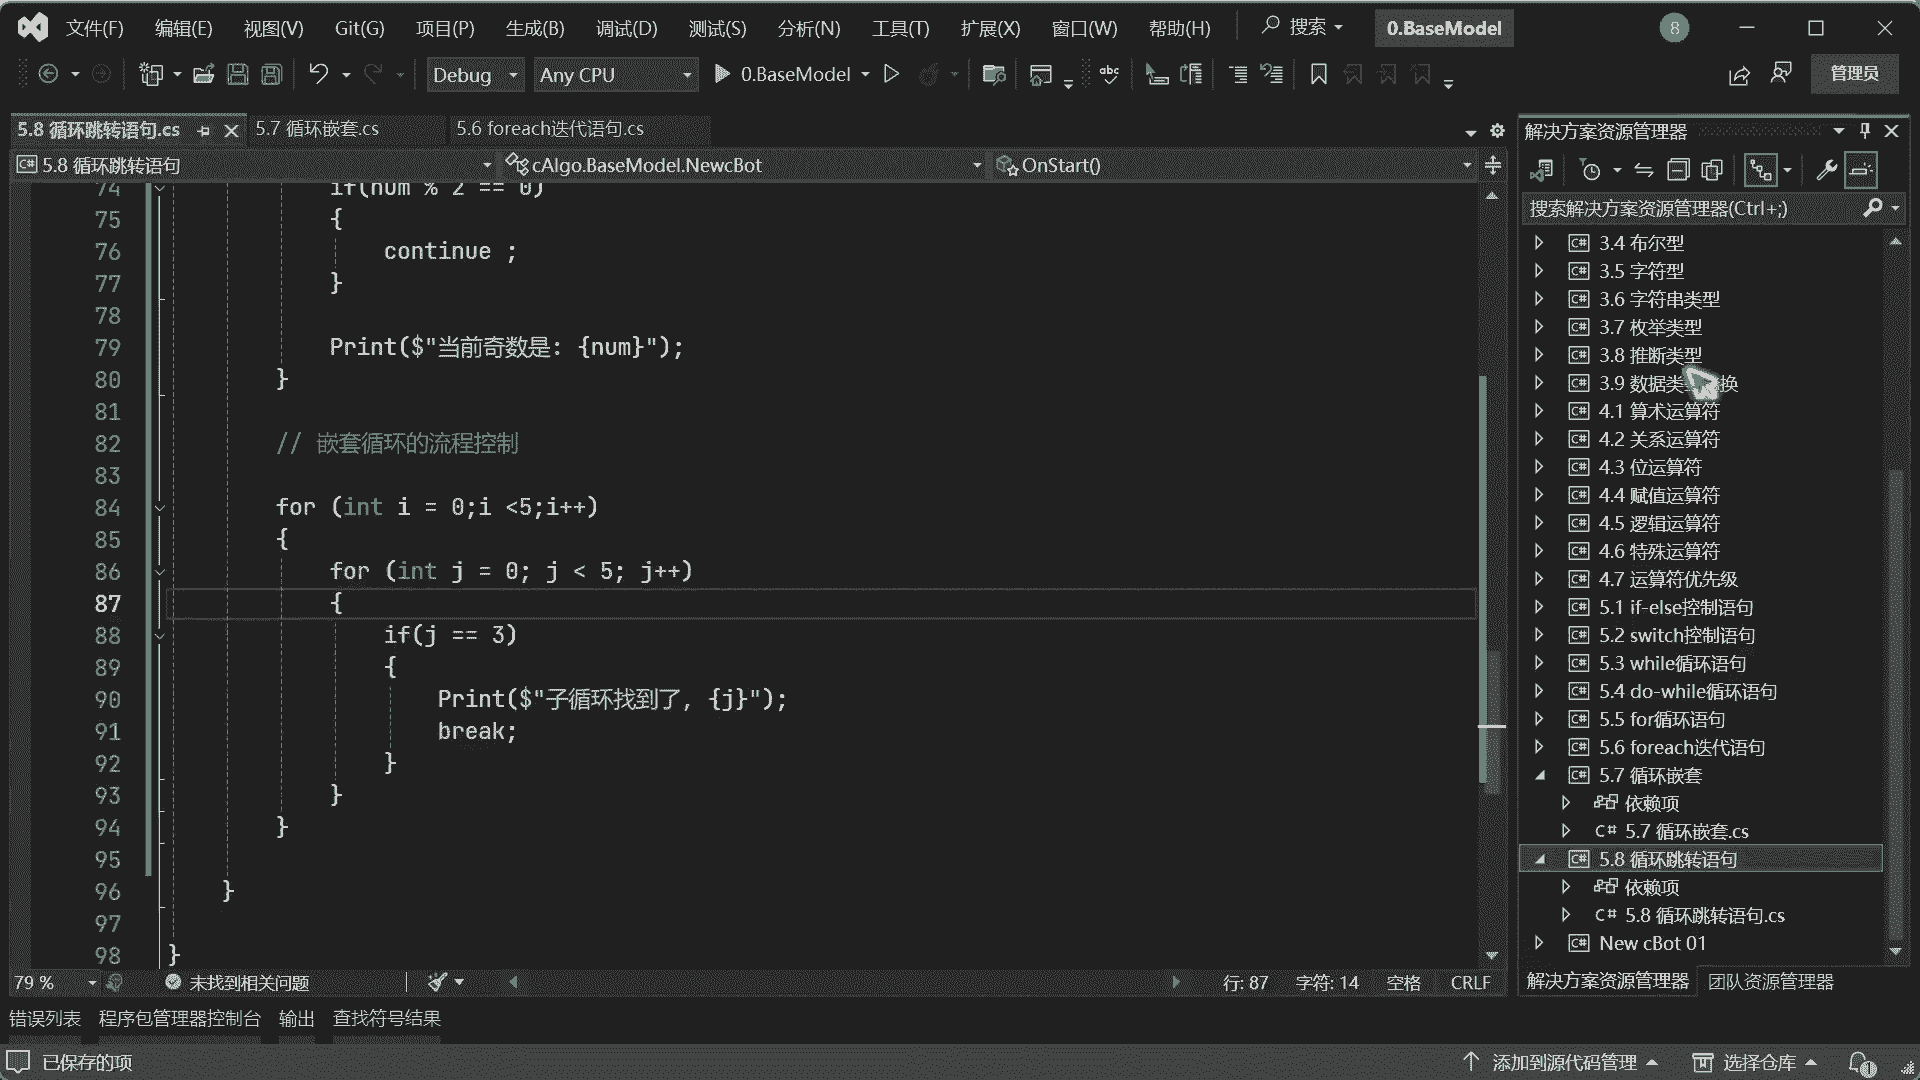 文件(F) 编辑(E) 视图(V) Git(G) 项目(P) 生成(B) 调试(D) 测试(S) 分析(N) 工具(T) 扩展(X) 窗口(W) 帮助(H) 搜索 0.BaseModel 8
Debug Any CPU 0.BaseModel 管理员
5.8 循环跳转语句.cs 5.7 循环嵌套.cs 5.6 foreach迭代语句.cs
5.8 循环跳转语句 cAlgo.BaseModel.NewcBot OnStart()
74 if(num % 2 == 0)
75 {
76 continue ;
77 }
78
79 Print($"当前奇数是: {num}");
80 }
81
82 // 嵌套循环的流程控制
83
84 for (int i = 0;i <5;i++)
85 {
86 for (int j = 0; j < 5; j++)
87 {
88 if(j == 3)
89 {
90 Print($"子循环找到了, {j}");
91 break;
92 }
93 }
94 }
95
96 }
97
98 }
79 % 未找到相关问题 行: 87 字符: 14 空格 CRLF
解决方案资源管理器
搜索解决方案资源管理器(Ctrl+;)
3.4 布尔型
3.5 字符型
3.6 字符串类型
3.7 枚举类型
3.8 推断类型
3.9 数据类 换
4.1 算术运算符
4.2 关系运算符
4.3 位运算符
4.4 赋值运算符
4.5 逻辑运算符
4.6 特殊运算符
4.7 运算符优先级
5.1 if-else控制语句
5.2 switch控制语句
5.3 while循环语句
5.4 do-while循环语句
5.5 for循环语句
5.6 foreach迭代语句
5.7 循环嵌套
依赖项
C# 5.7 循环嵌套.cs
5.8 循环跳转语句
依赖项
C# 5.8 循环跳转语句.cs
New cBot 01
解决方案资源管理器 团队资源管理器
错误列表 程序包管理器控制台 输出 查找符号结果
已保存的项 添加到源代码管理 选择仓库 1